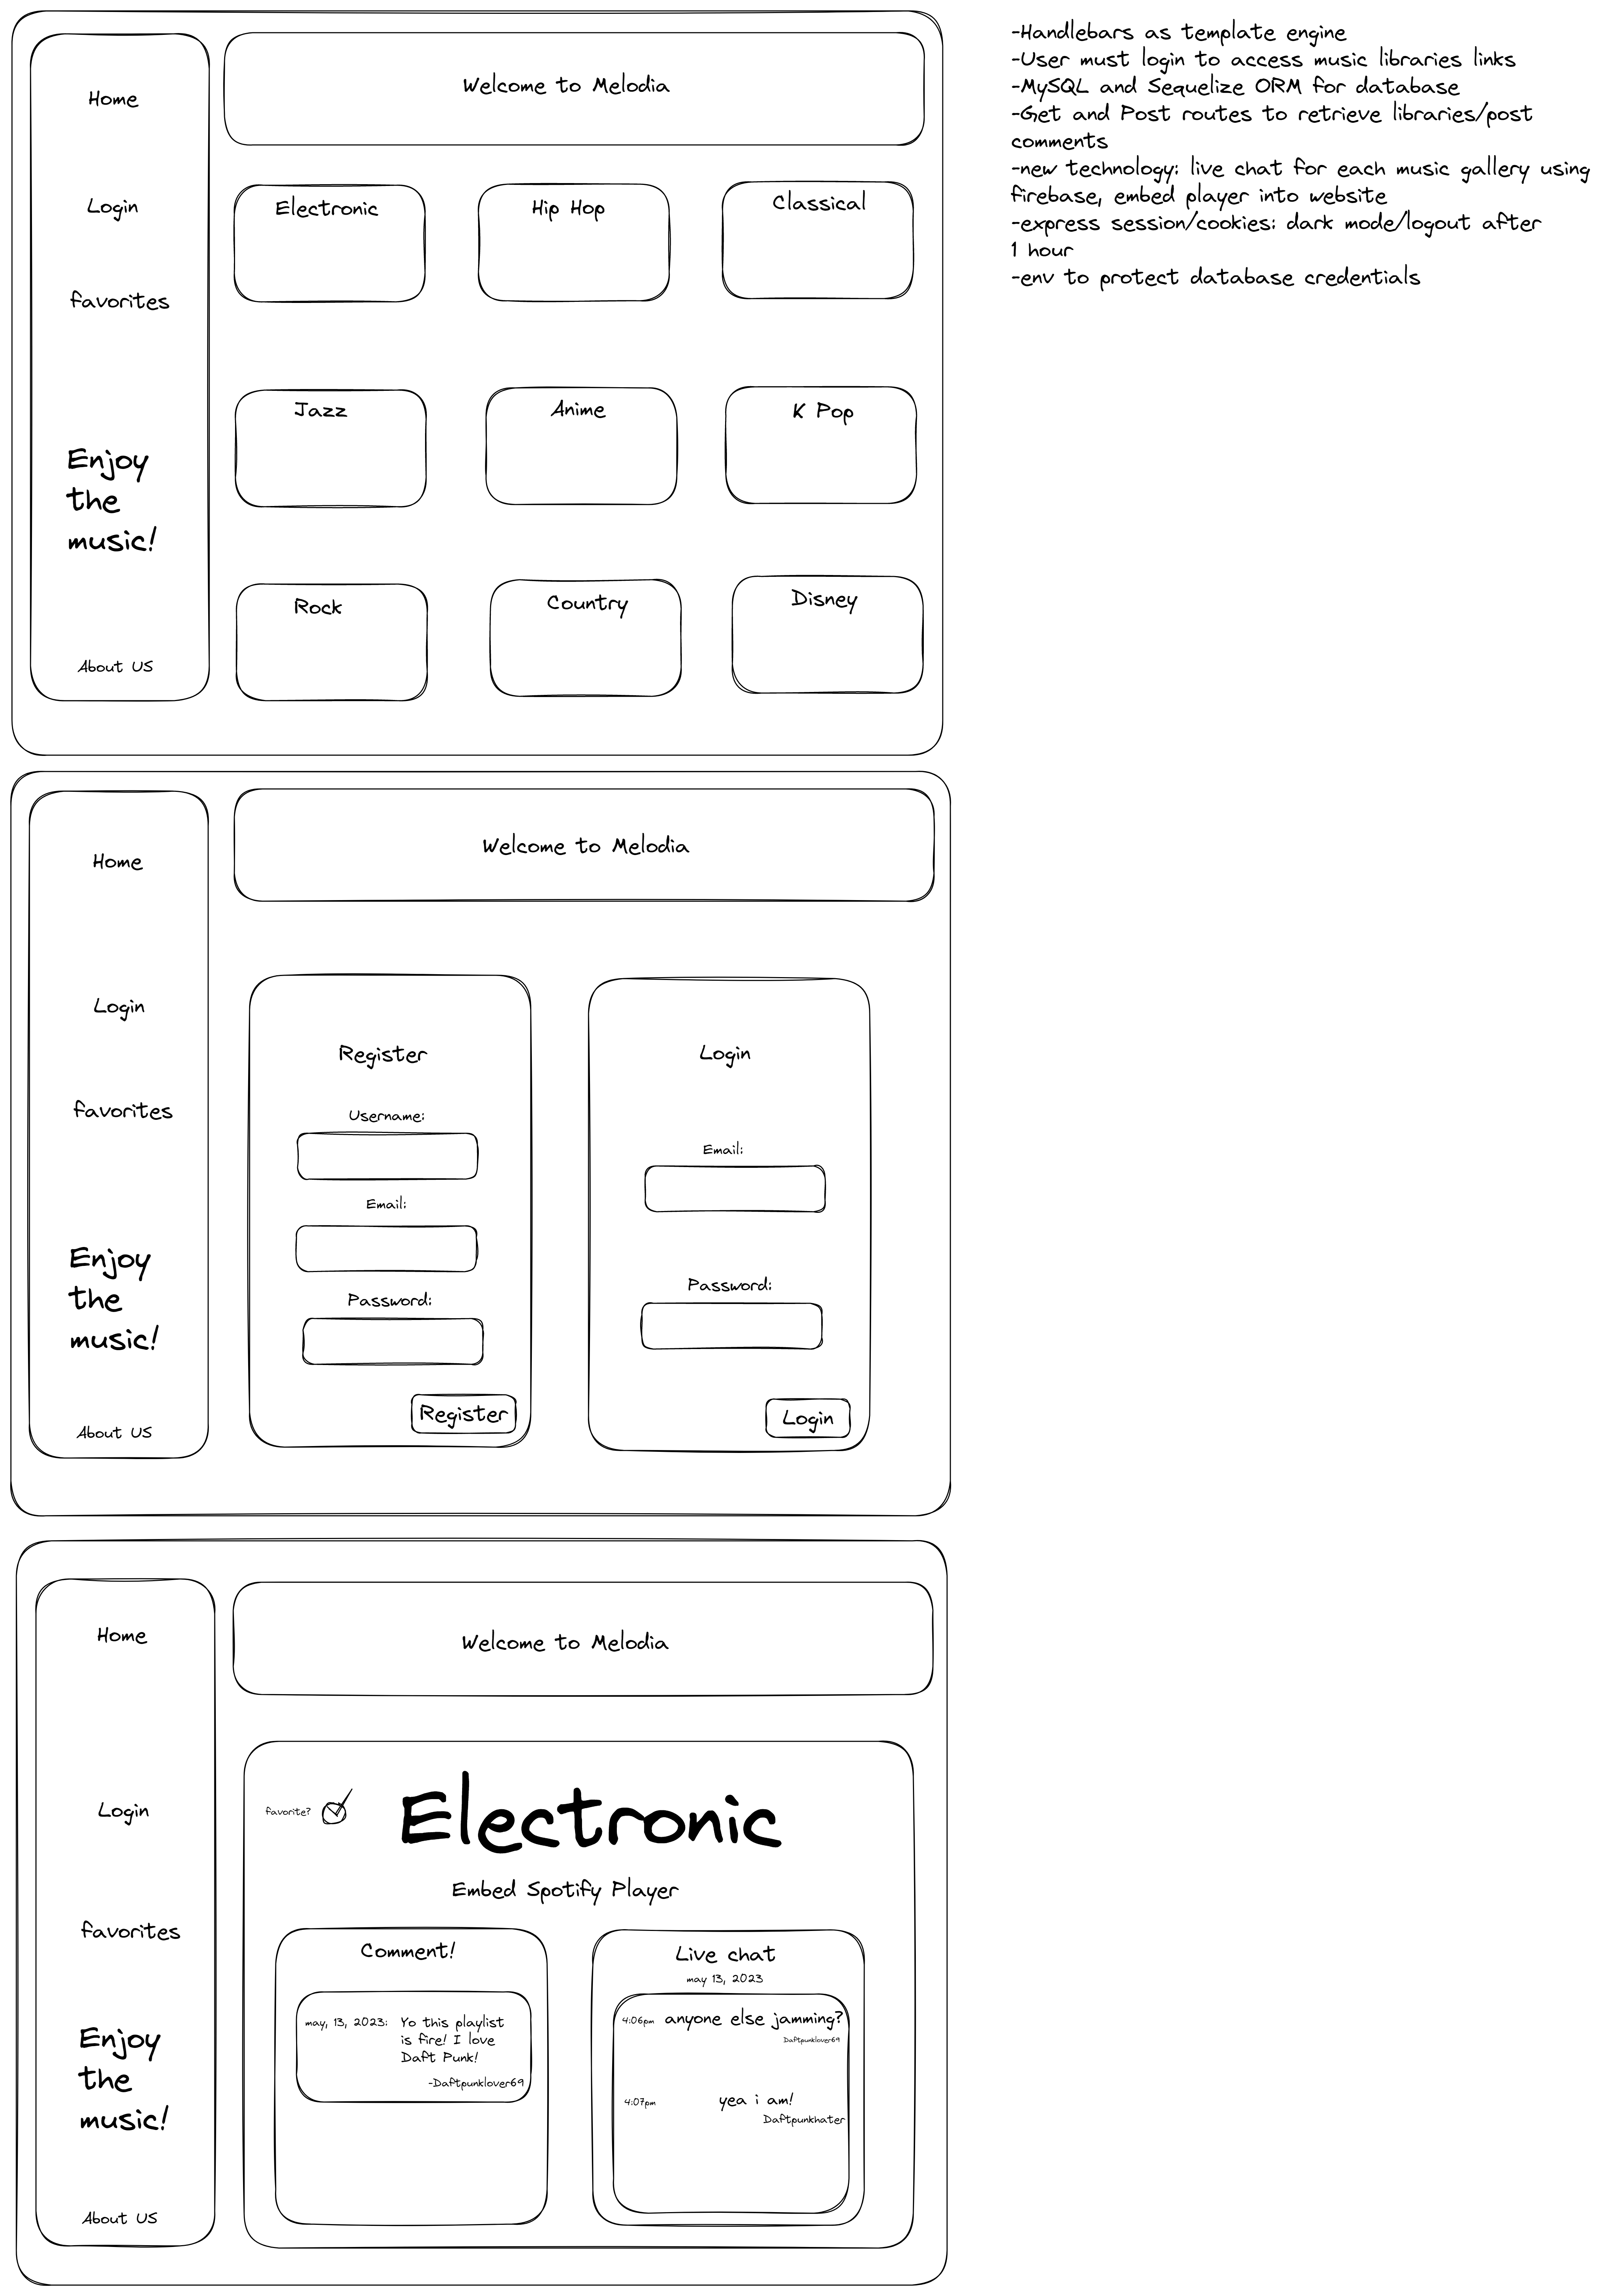 Home
Login
favorites
Enjoy
the
music!
About US
Welcome to Melodia
Electronic
Hip Hop
Classical
Jazz
Anime
K Pop
Rock
Country
Disney
-Handlebars as template engine
-User must login to access music libraries links
-MySQL and Sequelize ORM for database
-Get and Post routes to retrieve libraries/post
comments
-new technology: live chat for each music gallery using
firebase, embed player into website
-express session/cookies: dark mode/logout after
1 hour
-env to protect database credentials
Home
Login
favorites
Enjoy
the
music!
About US
Welcome to Melodia
Register
Username:
Email:
Password:
Register
Login
Email:
Password:
Login
Home
Login
favorites
Enjoy
the
music!
About US
Welcome to Melodia
favorite?
Electronic
Embed Spotify Player
Comment!
may, 13, 2023: Yo this playlist
is fire! I love
Daft Punk!
-Daftpunklover69
Live chat
may 13, 2023
4:06pm anyone else jamming?
Daftpunklover69
4:07pm yea i am!
Daftpunkhater